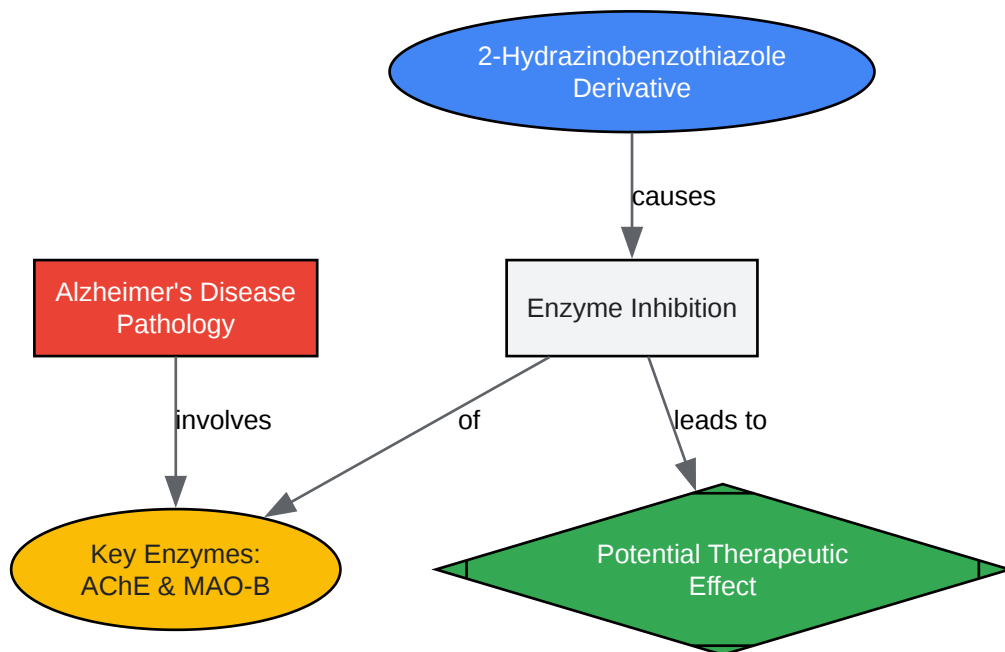 2-Hydrazinobenzothiazole
Derivative
causes
Alzheimer's Disease
Pathology
Enzyme Inhibition
involves
of
leads to
Key Enzymes:
AChE & MAO-B
Potential Therapeutic
Effect